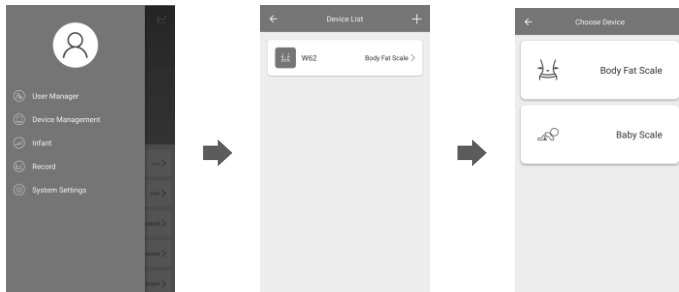 User Manager
Device Management
Infant
Record
System Settings
Device List
W62 Body Fat Scale
Choose Device
Body Fat Scale
Baby Scale